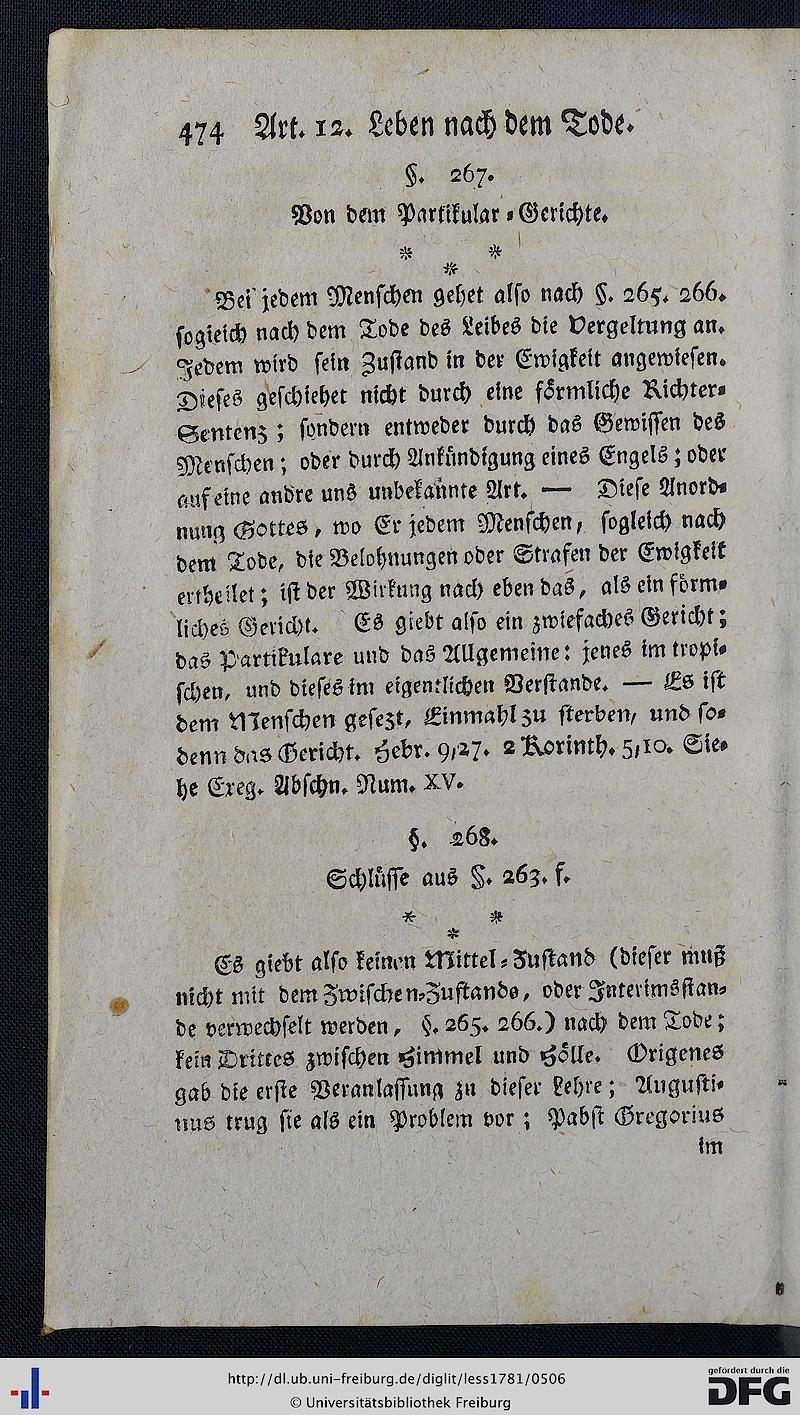 474 Art. 12. Leben nach dem Tode.
§. 267.
Von dem Partikular-Gerichte.
* *
*
Bei jedem Menschen gehet also nach §. 265. 266.
sogleich nach dem Tode des Leibes die Vergeltung an.
Jedem wird sein Zustand in der Ewigkeit angewiesen.
Dieses geschiehet nicht durch eine förmliche Richter-
Sentenz; sondern entweder durch das Gewissen des
Menschen; oder durch Ankündigung eines Engels; oder
auf eine andre uns unbekannte Art. — Diese Anord-
nung Gottes, wo Er jedem Menschen, sogleich nach
dem Tode, die Belohnungen oder Strafen der Ewigkeit
ertheilet; ist der Wirkung nach eben das, als ein förm-
liches Gericht. Es giebt also ein zwiefaches Gericht;
das Partikulare und das Allgemeine: jenes im tropi-
schen, und dieses im eigentlichen Verstande. — Es ist
dem Menschen gesezt, Einmahl zu sterben, und so-
denn das Gericht. Hebr. 9,27. 2 Korinth. 5,10. Sie-
he Exeg. Abschn. Num. XV.
§. 268.
Schlüsse aus §. 263. f.
* *
*
Es giebt also keinen Mittel-Zustand (dieser muß
nicht mit dem Zwischen-Zustande, oder Interimsstan-
de verwechselt werden, §. 265. 266.) nach dem Tode;
kein Drittes zwischen Himmel und Hölle. Origenes
gab die erste Veranlassung zu dieser Lehre; Augusti-
nus trug sie als ein Problem vor; Pabst Gregorius
im
http://dl.ub.uni-freiburg.de/diglit/less1781/0506
© Universitätsbibliothek Freiburg
gefördert durch die
DFG